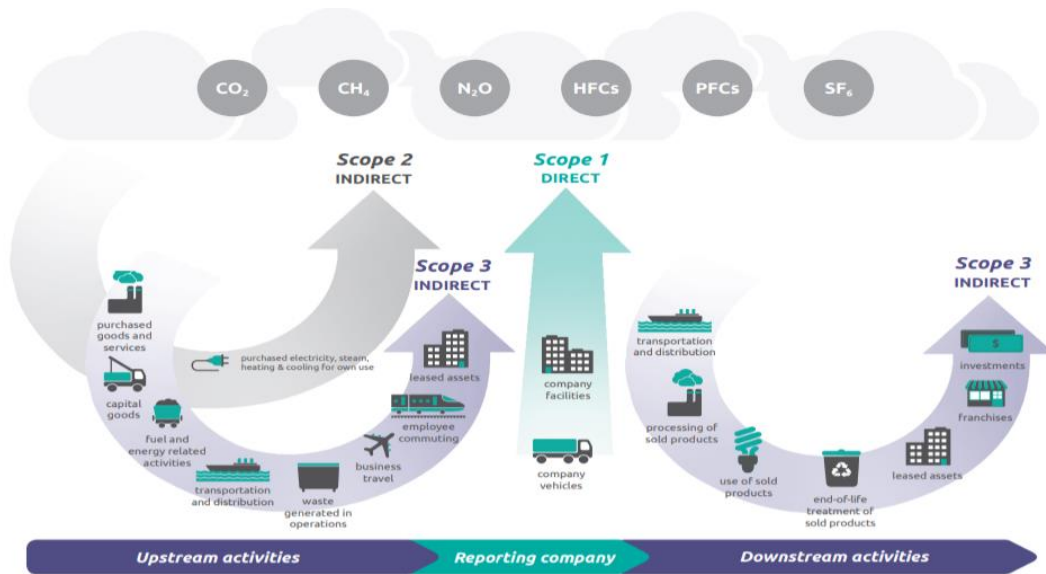 CO₂ CH₄ N₂O HFCs PFCs SF₆
Scope 2
INDIRECT
Scope 1
DIRECT
Scope 3
INDIRECT
Scope 3
INDIRECT
purchased
goods and
services
capital
goods
fuel and
energy related
activities
transportation
and distribution
waste
generated in
operations
business
travel
employee
commuting
leased assets
purchased electricity, steam,
heating & cooling for own use
company
facilities
company
vehicles
transportation
and distribution
processing of
sold products
use of sold
products
end-of-life
treatment of
sold products
leased assets
franchises
$
investments
Upstream activities
Reporting company
Downstream activities